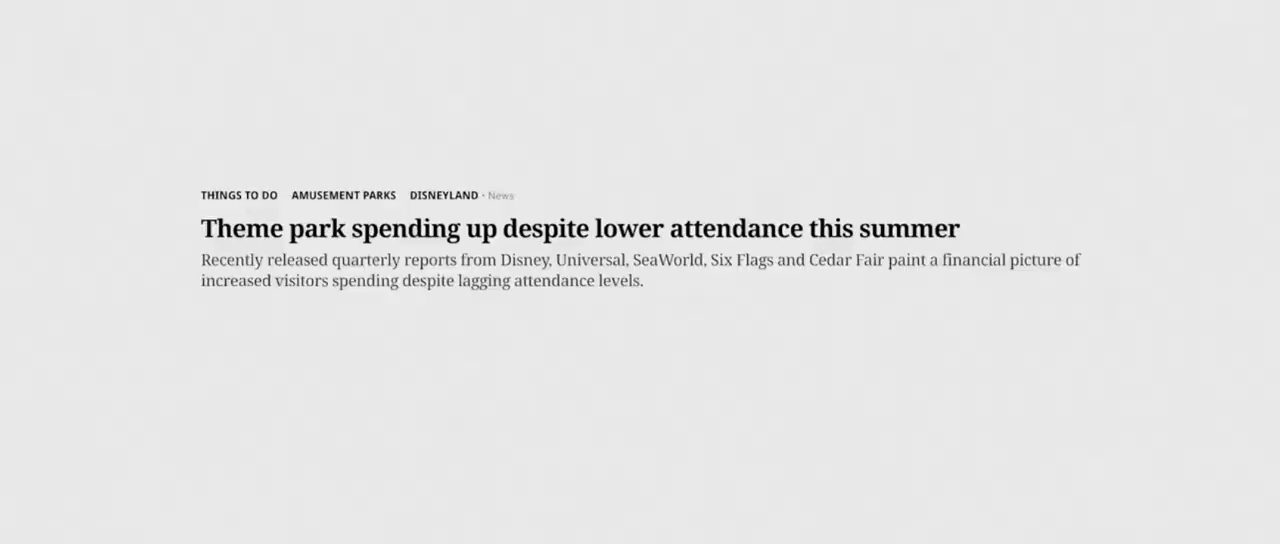 THINGS TO DO AMUSEMENT PARKS DISNEYLAND · News
Theme park spending up despite lower attendance this summer
Recently released quarterly reports from Disney, Universal, SeaWorld, Six Flags and Cedar Fair paint a financial picture of
increased visitors spending despite lagging attendance levels.